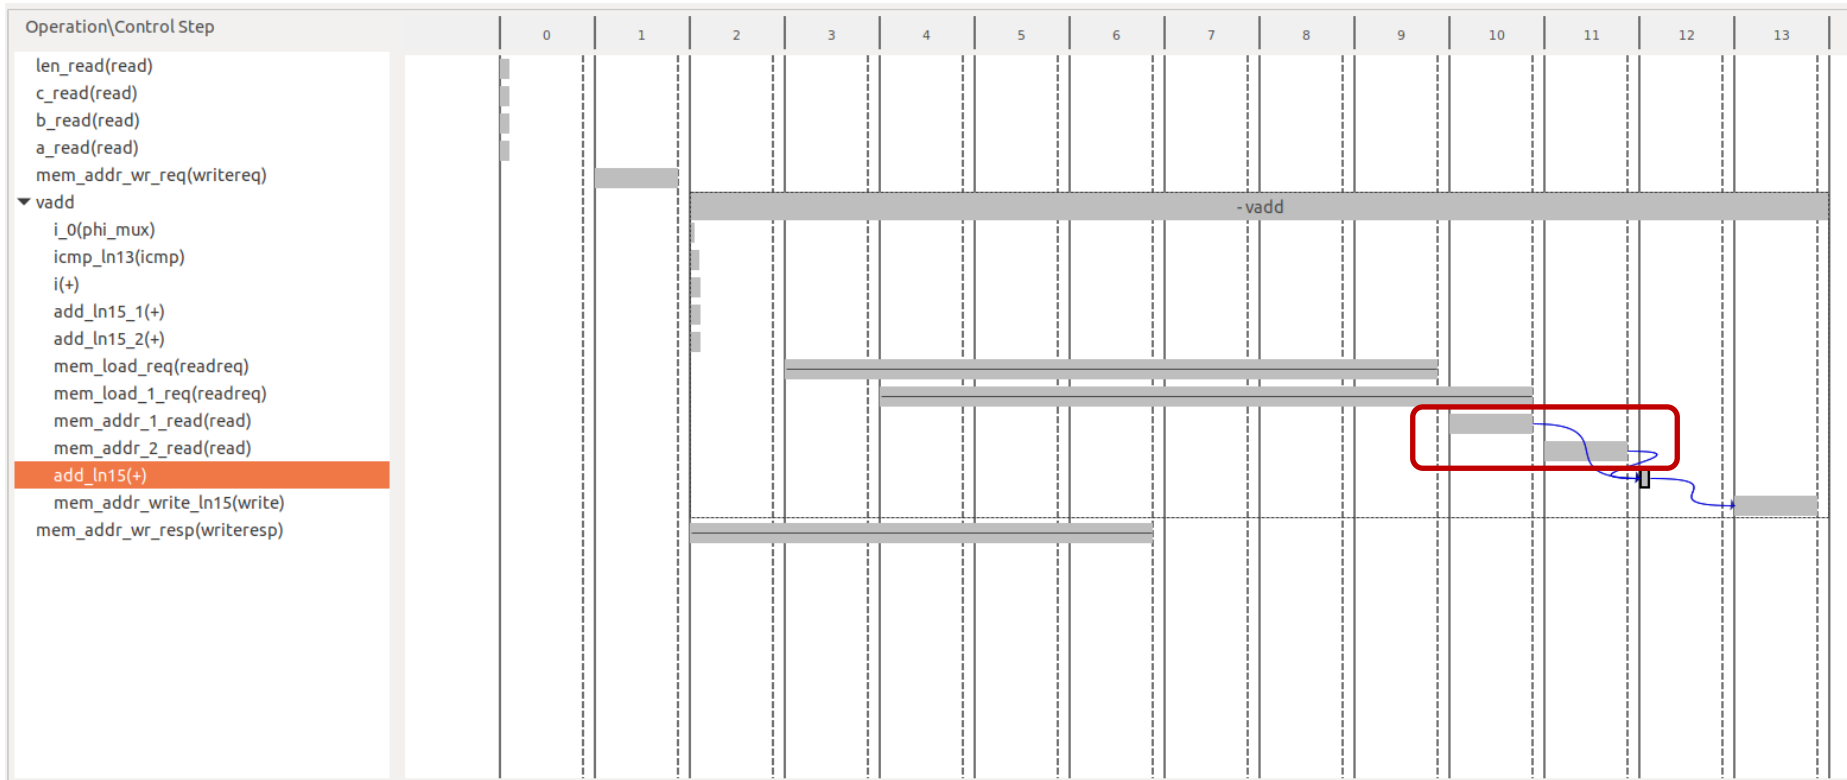 Operation\Control Step
0 1 2 3 4 5 6 7 8 9 10 11 12 13
len_read(read)
c_read(read)
b_read(read)
a_read(read)
mem_addr_wr_req(writereq)
vadd
- vadd
i_0(phi_mux)
icmp_ln13(icmp)
i(+)
add_ln15_1(+)
add_ln15_2(+)
mem_load_req(readreq)
mem_load_1_req(readreq)
mem_addr_1_read(read)
mem_addr_2_read(read)
add_ln15(+)
mem_addr_write_ln15(write)
mem_addr_wr_resp(writeresp)